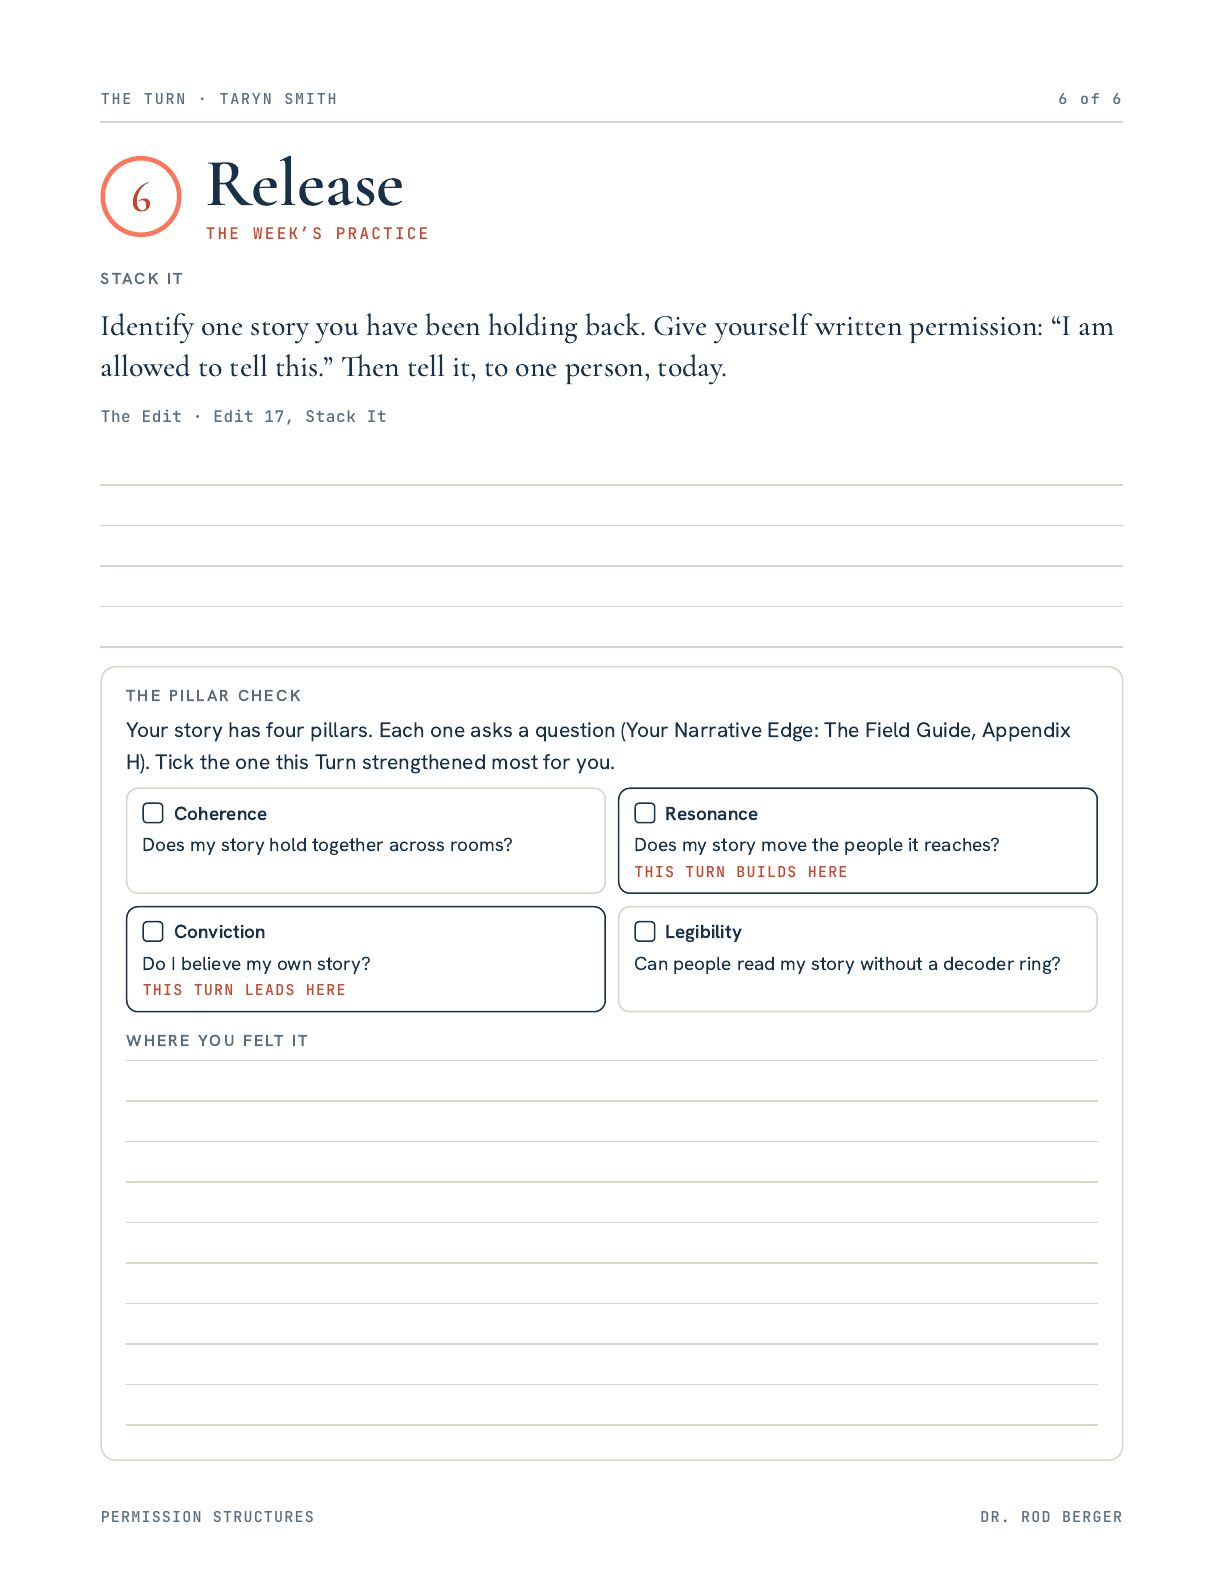 THE TURN · TARYN SMITH
6 of 6
6
Release
THE WEEK’S PRACTICE
STACK IT
Identify one story you have been holding back. Give yourself written permission: “I am
allowed to tell this.” Then tell it, to one person, today.
The Edit · Edit 17, Stack It
THE PILLAR CHECK
Your story has four pillars. Each one asks a question (Your Narrative Edge: The Field Guide, Appendix
H). Tick the one this Turn strengthened most for you.
Coherence
Does my story hold together across rooms?
Resonance
Does my story move the people it reaches?
THIS TURN BUILDS HERE
Conviction
Do I believe my own story?
THIS TURN LEADS HERE
Legibility
Can people read my story without a decoder ring?
WHERE YOU FELT IT
PERMISSION STRUCTURES
DR. ROD BERGER